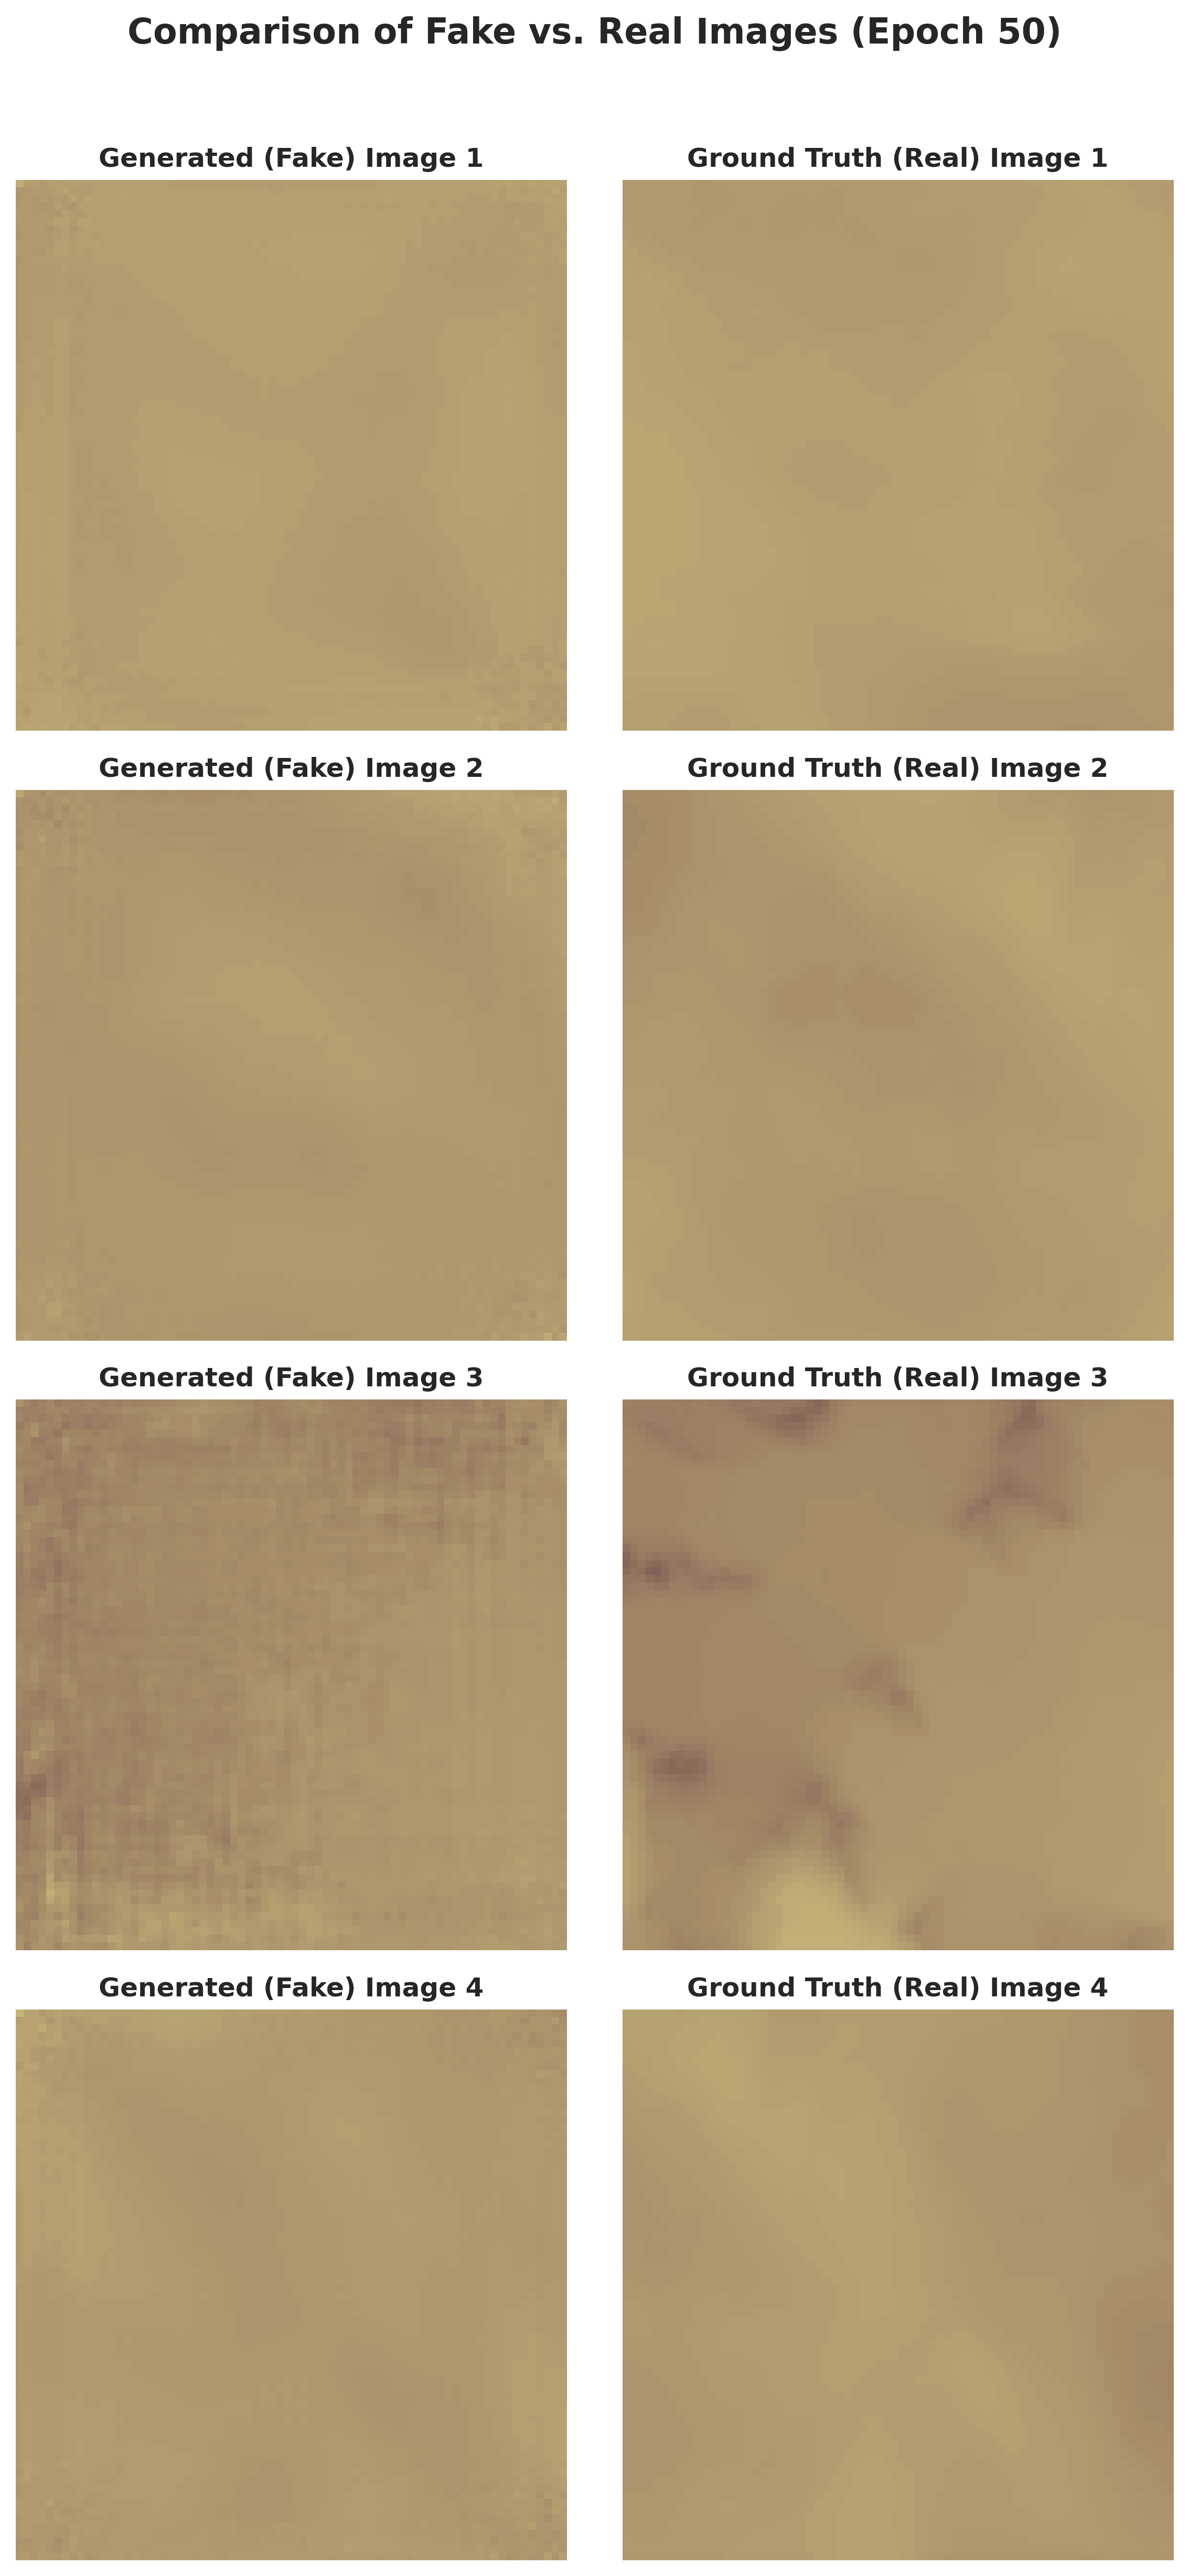 Comparison of Fake vs. Real Images (Epoch 50)
Generated (Fake) Image 1
Ground Truth (Real) Image 1
Generated (Fake) Image 2
Ground Truth (Real) Image 2
Generated (Fake) Image 3
Ground Truth (Real) Image 3
Generated (Fake) Image 4
Ground Truth (Real) Image 4